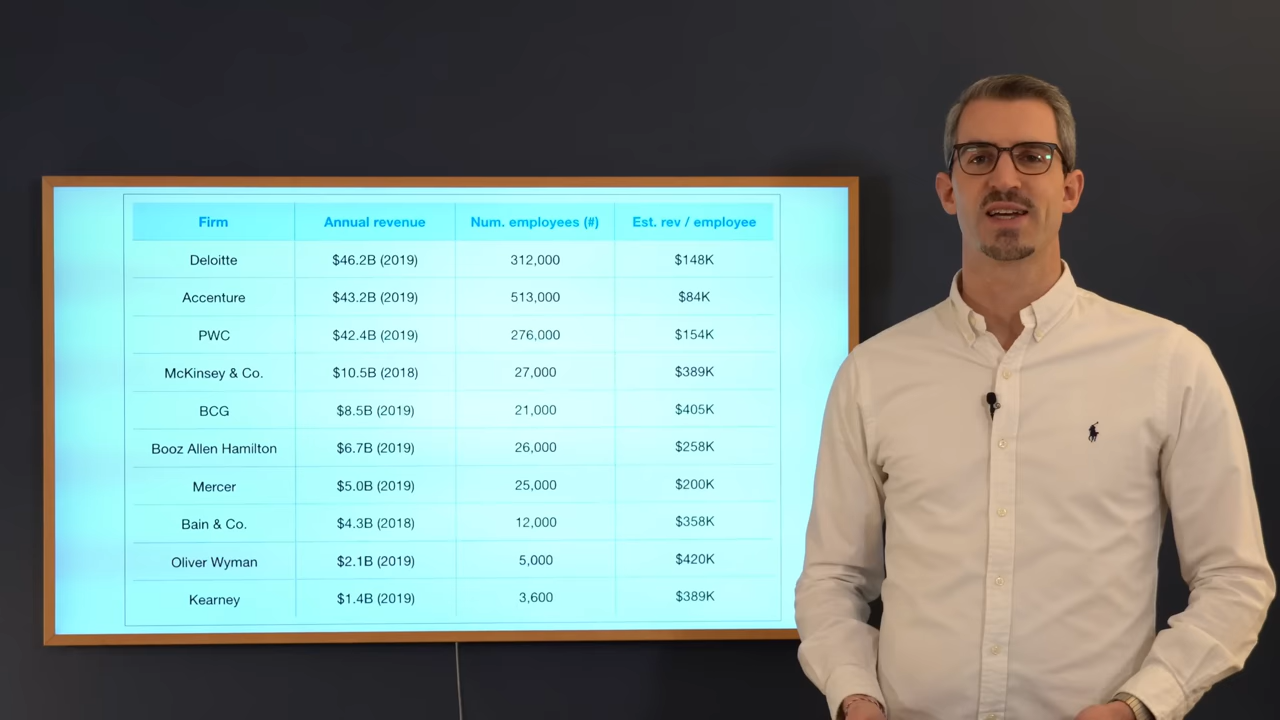 Firm Annual revenue Num. employees (#) Est. rev / employee
Deloitte $46.2B (2019) 312,000 $148K
Accenture $43.2B (2019) 513,000 $84K
PWC $42.4B (2019) 276,000 $154K
McKinsey & Co. $10.5B (2018) 27,000 $389K
BCG $8.5B (2019) 21,000 $405K
Booz Allen Hamilton $6.7B (2019) 26,000 $258K
Mercer $5.0B (2019) 25,000 $200K
Bain & Co. $4.3B (2018) 12,000 $358K
Oliver Wyman $2.1B (2019) 5,000 $420K
Kearney $1.4B (2019) 3,600 $389K